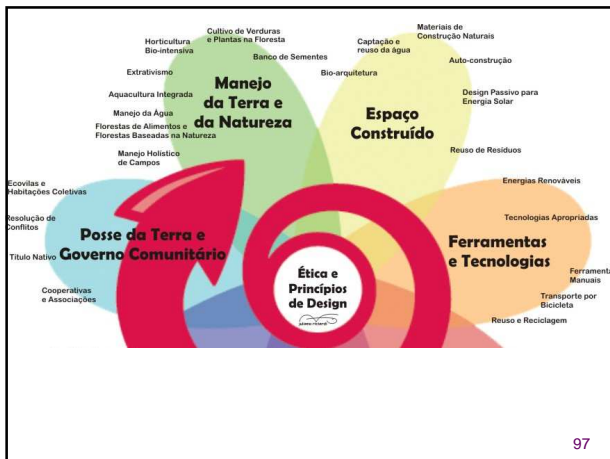 Horticultura
Bio-intensiva
Cultivo de Verduras
e Plantas na Floresta
Banco de Sementes
Extrativismo
Aquacultura Integrada
Manejo da Água
Florestas de Alimentos e
Florestas Baseadas na Natureza
Manejo Holístico
de Campos
Manejo
da Terra e
da Natureza
Materiais de
Construção Naturais
Captação e
reuso da água
Bio-arquitetura
Auto-construção
Design Passivo para
Energia Solar
Reuso de Resíduos
Espaço
Construído
Ecovilas e
Habitações Coletivas
Resolução de
Conflitos
Título Nativo
Cooperativas
e Associações
Posse da Terra e
Governo Comunitário
Ética e
Princípios
de Design
Energias Renováveis
Tecnologias Apropriadas
Ferramenta
Manuais
Transporte por
Bicicleta
Reuso e Reciclagem
Ferramentas
e Tecnologias
97